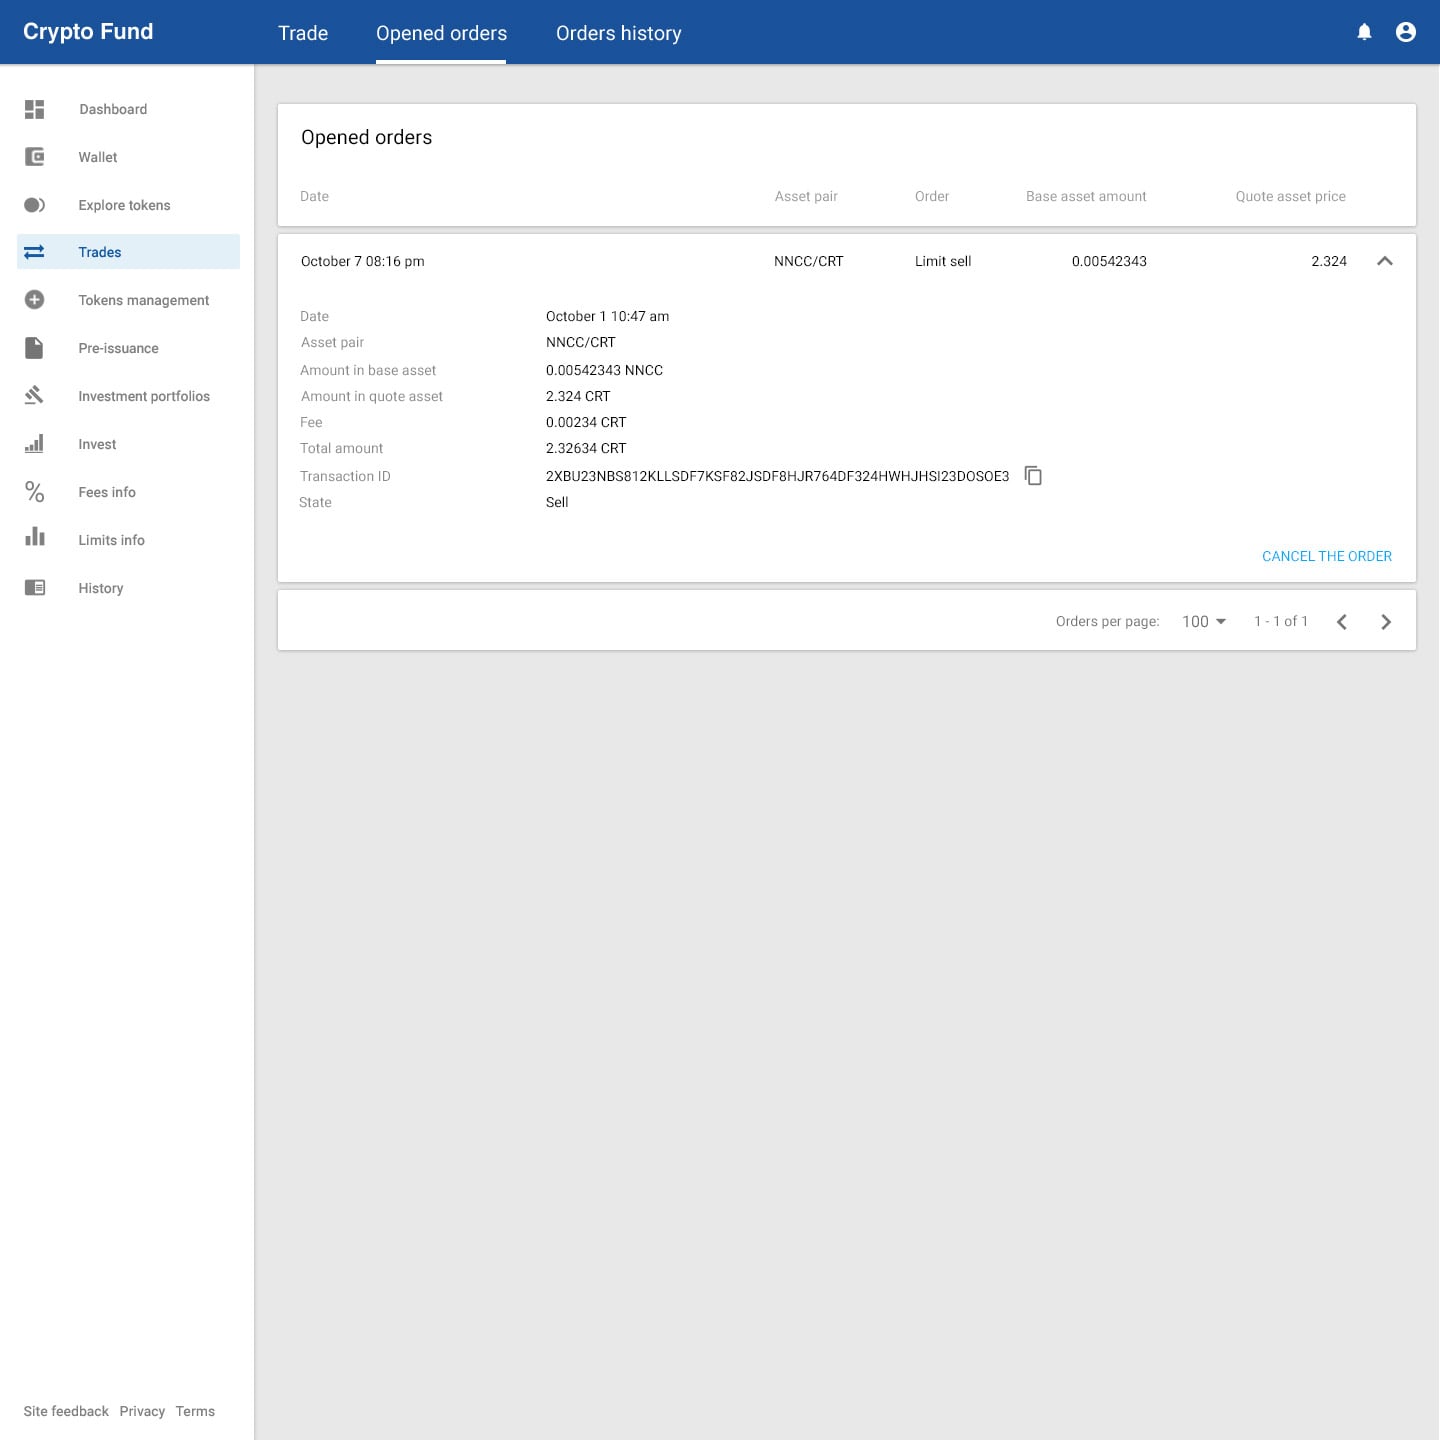 Crypto Fund
Trade Opened orders Orders history
Dashboard
Wallet
Explore tokens
Trades
Tokens management
Pre-issuance
Investment portfolios
Invest
Fees info
Limits info
History
Opened orders
Date Asset pair Order Base asset amount Quote asset price
October 7 08:16 pm NNCC/CRT Limit sell 0.00542343 2.324
Date October 1 10:47 am
Asset pair NNCC/CRT
Amount in base asset 0.00542343 NNCC
Amount in quote asset 2.324 CRT
Fee 0.00234 CRT
Total amount 2.32634 CRT
Transaction ID 2XBU23NBS812KLLSDF7KSF82JSDF8HJR764DF324HWHJHSI23DOSOE3
State Sell
CANCEL THE ORDER
Orders per page: 100 1 - 1 of 1
Site feedback Privacy Terms